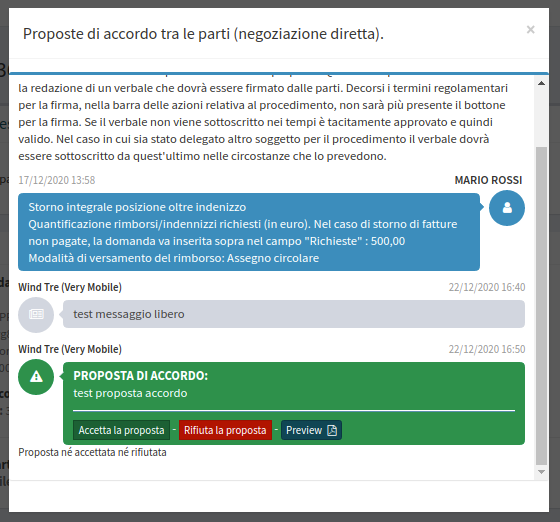 Proposte di accordo tra le parti (negoziazione diretta).
×
la redazione di un verbale che dovrà essere firmato dalle parti. Decorsi i termini regolamentari
per la firma, nella barra delle azioni relativa al procedimento, non sarà più presente il bottone
per la firma. Se il verbale non viene sottoscritto nei tempi è tacitamente approvato e quindi
valido. Nel caso in cui sia stato delegato altro soggetto per il procedimento il verbale dovrà
essere sottoscritto da quest'ultimo nelle circostanze che lo prevedono.
17/12/2020 13:58 MARIO ROSSI
Storno integrale posizione oltre indenizzo
Quantificazione rimborsi/indennizzi richiesti (in euro). Nel caso di storno di fatture
non pagate, la domanda va inserita sopra nel campo "Richieste" : 500,00
Modalità di versamento del rimborso: Assegno circolare
Wind Tre (Very Mobile) 22/12/2020 16:40
test messaggio libero
Wind Tre (Very Mobile) 22/12/2020 16:50
PROPOSTA DI ACCORDO:
test proposta accordo
Accetta la proposta - Rifiuta la proposta - Preview
Proposta né accettata né rifiutata